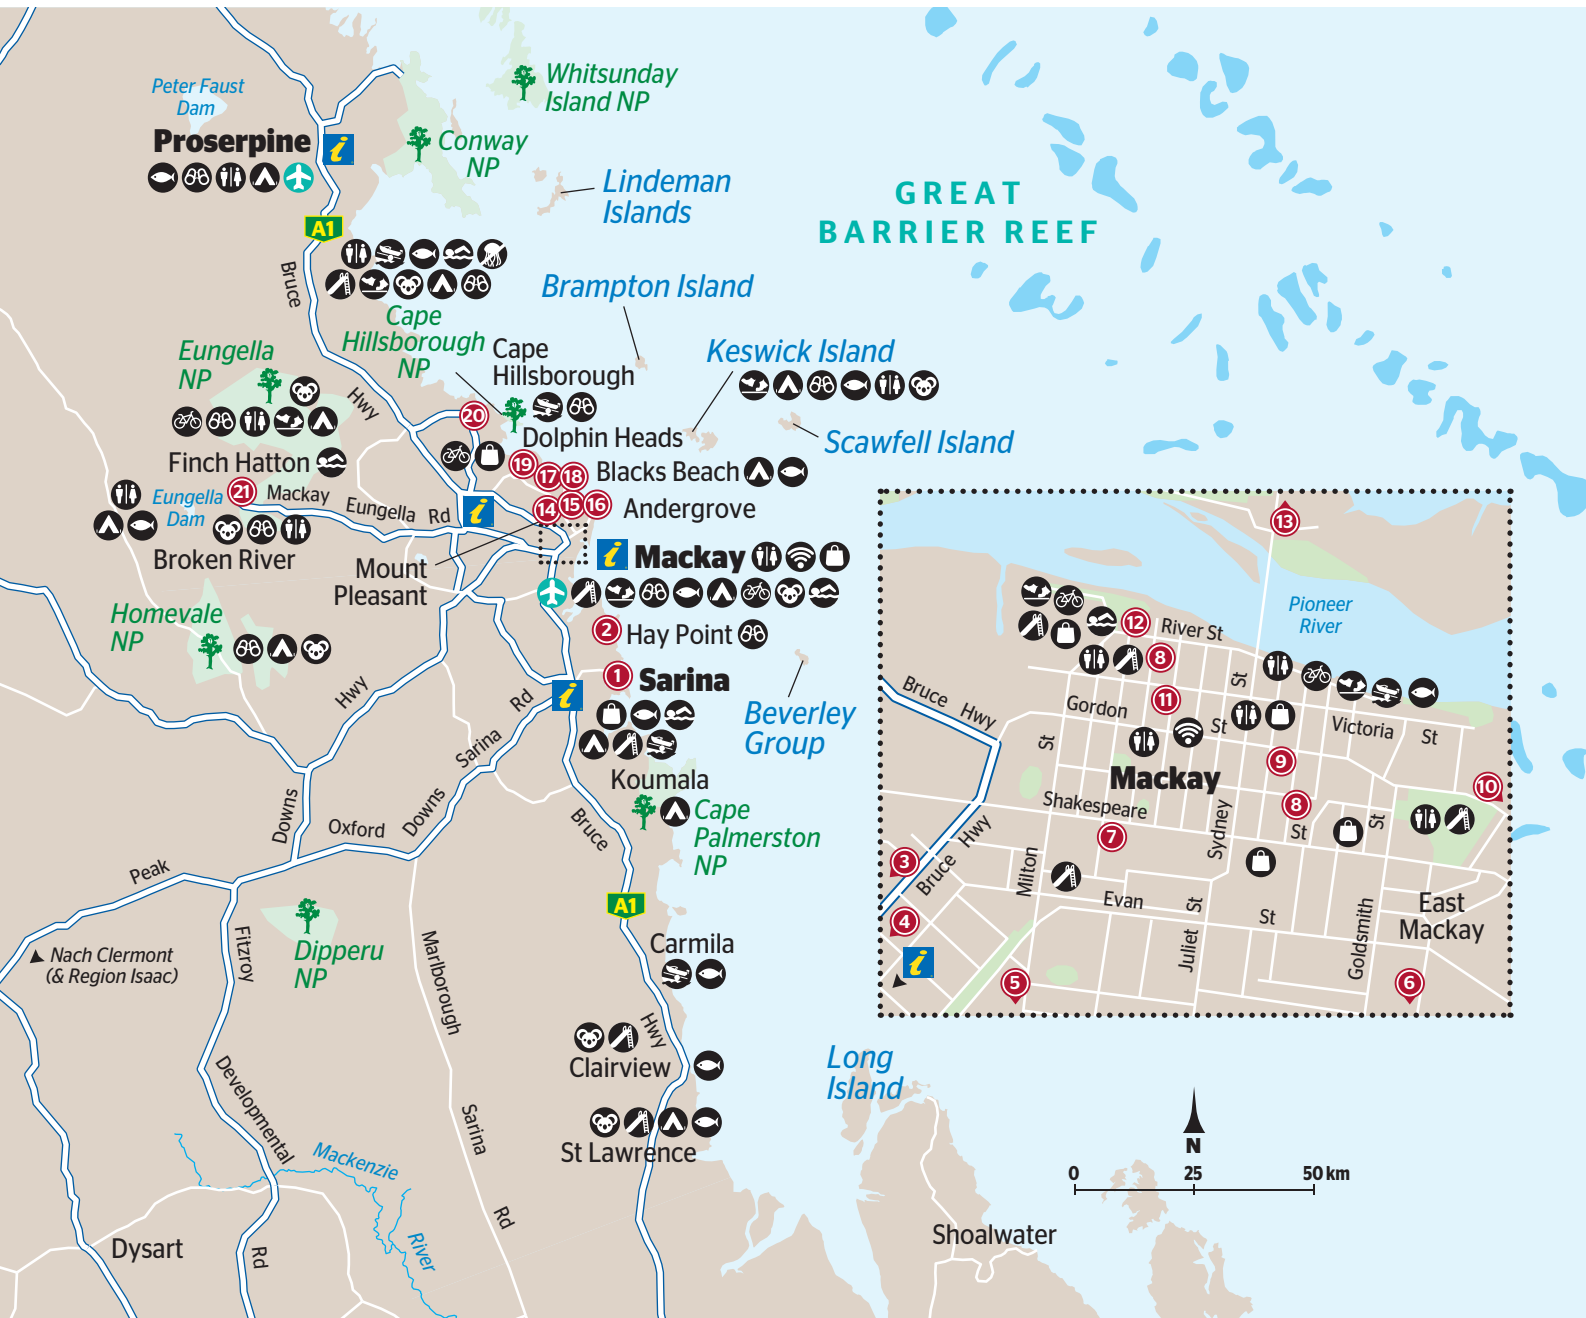 Peter Faust
Dam
Proserpine
i
Whitsunday
Island NP
Conway
NP
Lindeman
Islands
GREAT
BARRIER REEF
A1
Bruce
Hwy
Brampton Island
Cape
Hillsborough
NP
Cape
Hillsborough
Keswick Island
Scawfell Island
Eungella
NP
20
Dolphin Heads
19
17
18
Blacks Beach
14
15
16
Andergrove
Finch Hatton
21
Mackay
Eungella
Rd
i
Eungella
Dam
Broken River
Mount
Pleasant
i
Mackay
2
Hay Point
1
Sarina
i
Homevale
NP
Beverley
Group
Koumala
Cape
Palmerston
NP
Hwy
Downs
Peak
Rd
Sarina
Downs
Oxford
Bruce
A1
Hwy
Nach Clermont
(& Region Isaac)
Fitzroy
Developmental
Rd
Dipperu
NP
Marlborough
Sarina
Rd
Carmila
Clairview
St Lawrence
Mackenzie
River
Dysart
Long
Island
Shoalwater
N
0
25
50 km
13
Pioneer
River
12
River St
8
11
Gordon
St
St
Victoria
St
Bruce
Hwy
St
Mackay
9
10
Shakespeare
St
8
St
7
Sydney
St
3
Bruce
Hwy
4
i
Milton
Evan
St
Juliet
Goldsmith
East
Mackay
5
6